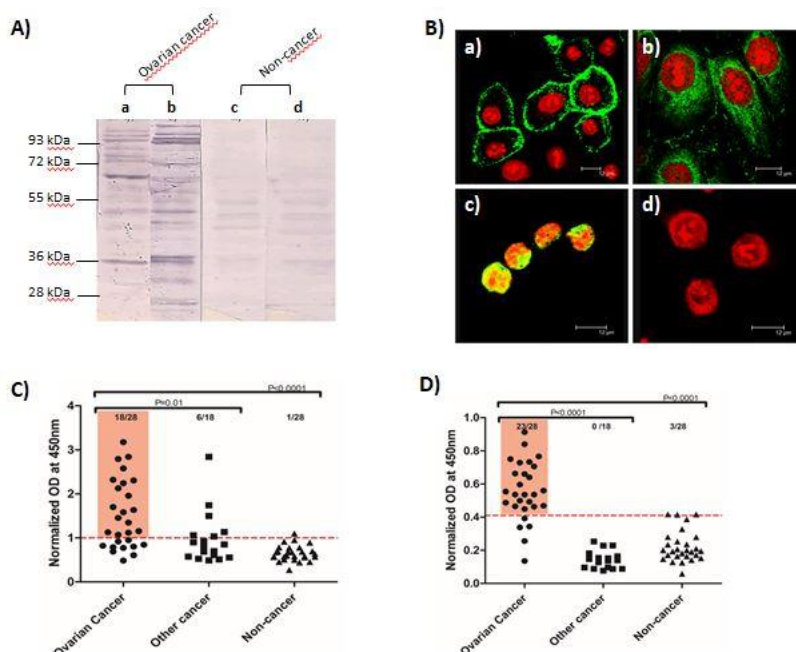 A)
Ovarian cancer
Non-cancer
a b c d
93 kDa
72 kDa
55 kDa
36 kDa
28 kDa
B)
a)
b)
12 µm
12 µm
c)
d)
12 µm
12 µm
C)
P<0.0001
P=0.01
18/28 6/18 1/28
Normalized OD at 450nm
4
3
2
1
0
Ovarian Cancer
Other cancer
Non-cancer
D)
P<0.0001
P<0.0001
23/28 0/18 3/28
Normalized OD at 450nm
1.0
0.8
0.6
0.4
0.2
0.0
Ovarian Cancer
Other cancer
Non-cancer